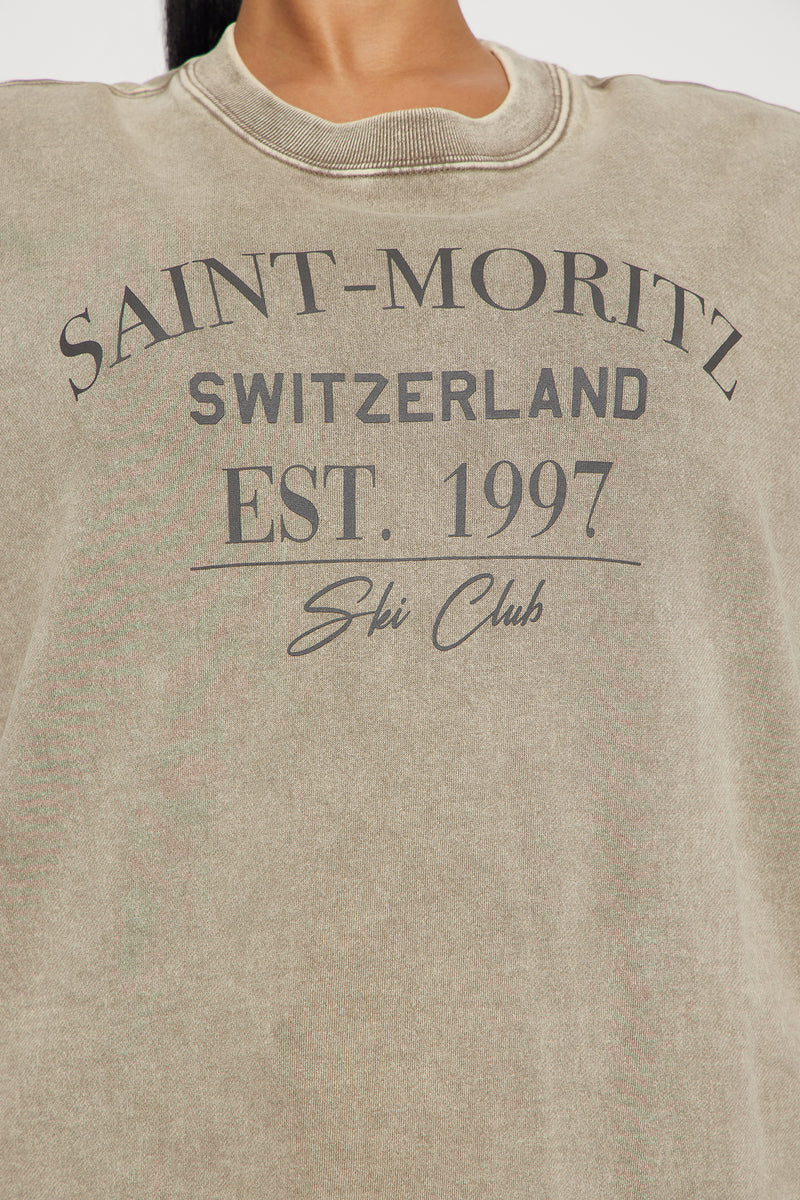 SAINT-MORITZ
SWITZERLAND
EST. 1997
Ski Club